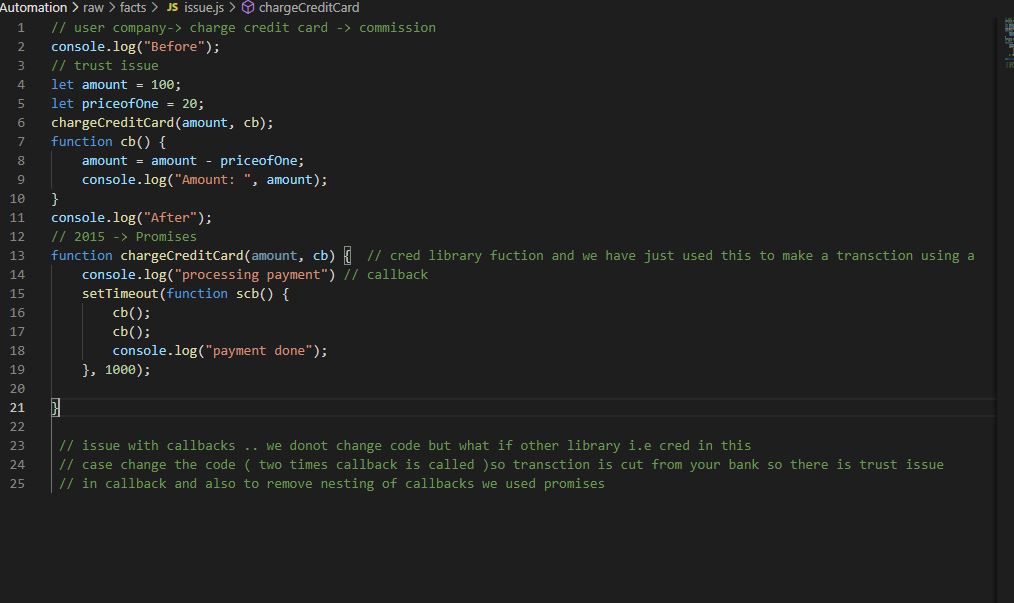 Automation > raw > facts > JS issue.js > chargeCreditCard
1 // user company-> charge credit card -> commission
2 console.log("Before");
3 // trust issue
4 let amount = 100;
5 let priceofOne = 20;
6 chargeCreditCard(amount, cb);
7 function cb() {
8     amount = amount - priceofOne;
9     console.log("Amount: ", amount);
10 }
11 console.log("After");
12 // 2015 -> Promises
13 function chargeCreditCard(amount, cb) {  // cred library fuction and we have just used this to make a transction using a
14     console.log("processing payment") // callback
15     setTimeout(function scb() {
16         cb();
17         cb();
18         console.log("payment done");
19     }, 1000);
20
21 }
22
23  // issue with callbacks .. we donot change code but what if other library i.e cred in this
24  // case change the code ( two times callback is called )so transction is cut from your bank so there is trust issue
25  // in callback and also to remove nesting of callbacks we used promises